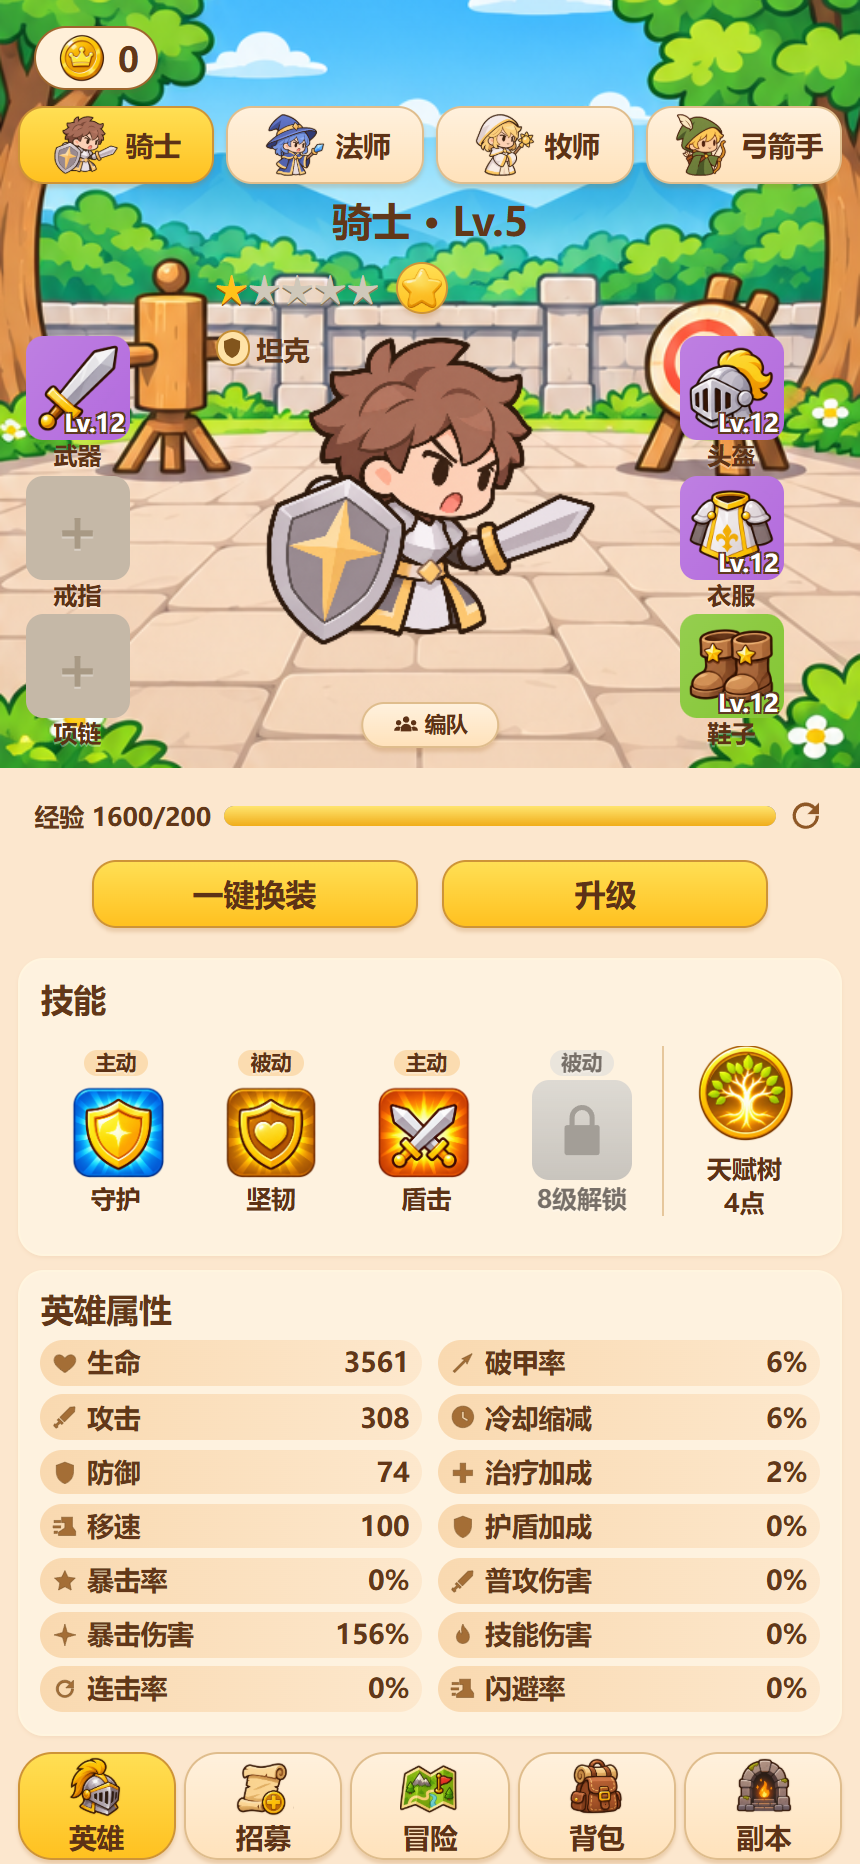 0
骑士
法师
牧师
弓箭手
骑士·Lv.5
坦克
Lv.12
武器
Lv.12
头盔
戒指
Lv.12
衣服
项链
Lv.12
鞋子
编队
经验 1600/200
一键换装
升级
技能
主动
被动
主动
被动
守护
坚韧
盾击
8级解锁
天赋树
4点
英雄属性
生命 3561
破甲率 6%
攻击 308
冷却缩减 6%
防御 74
治疗加成 2%
移速 100
护盾加成 0%
暴击率 0%
普攻伤害 0%
暴击伤害 156%
技能伤害 0%
连击率 0%
闪避率 0%
英雄
招募
冒险
背包
副本